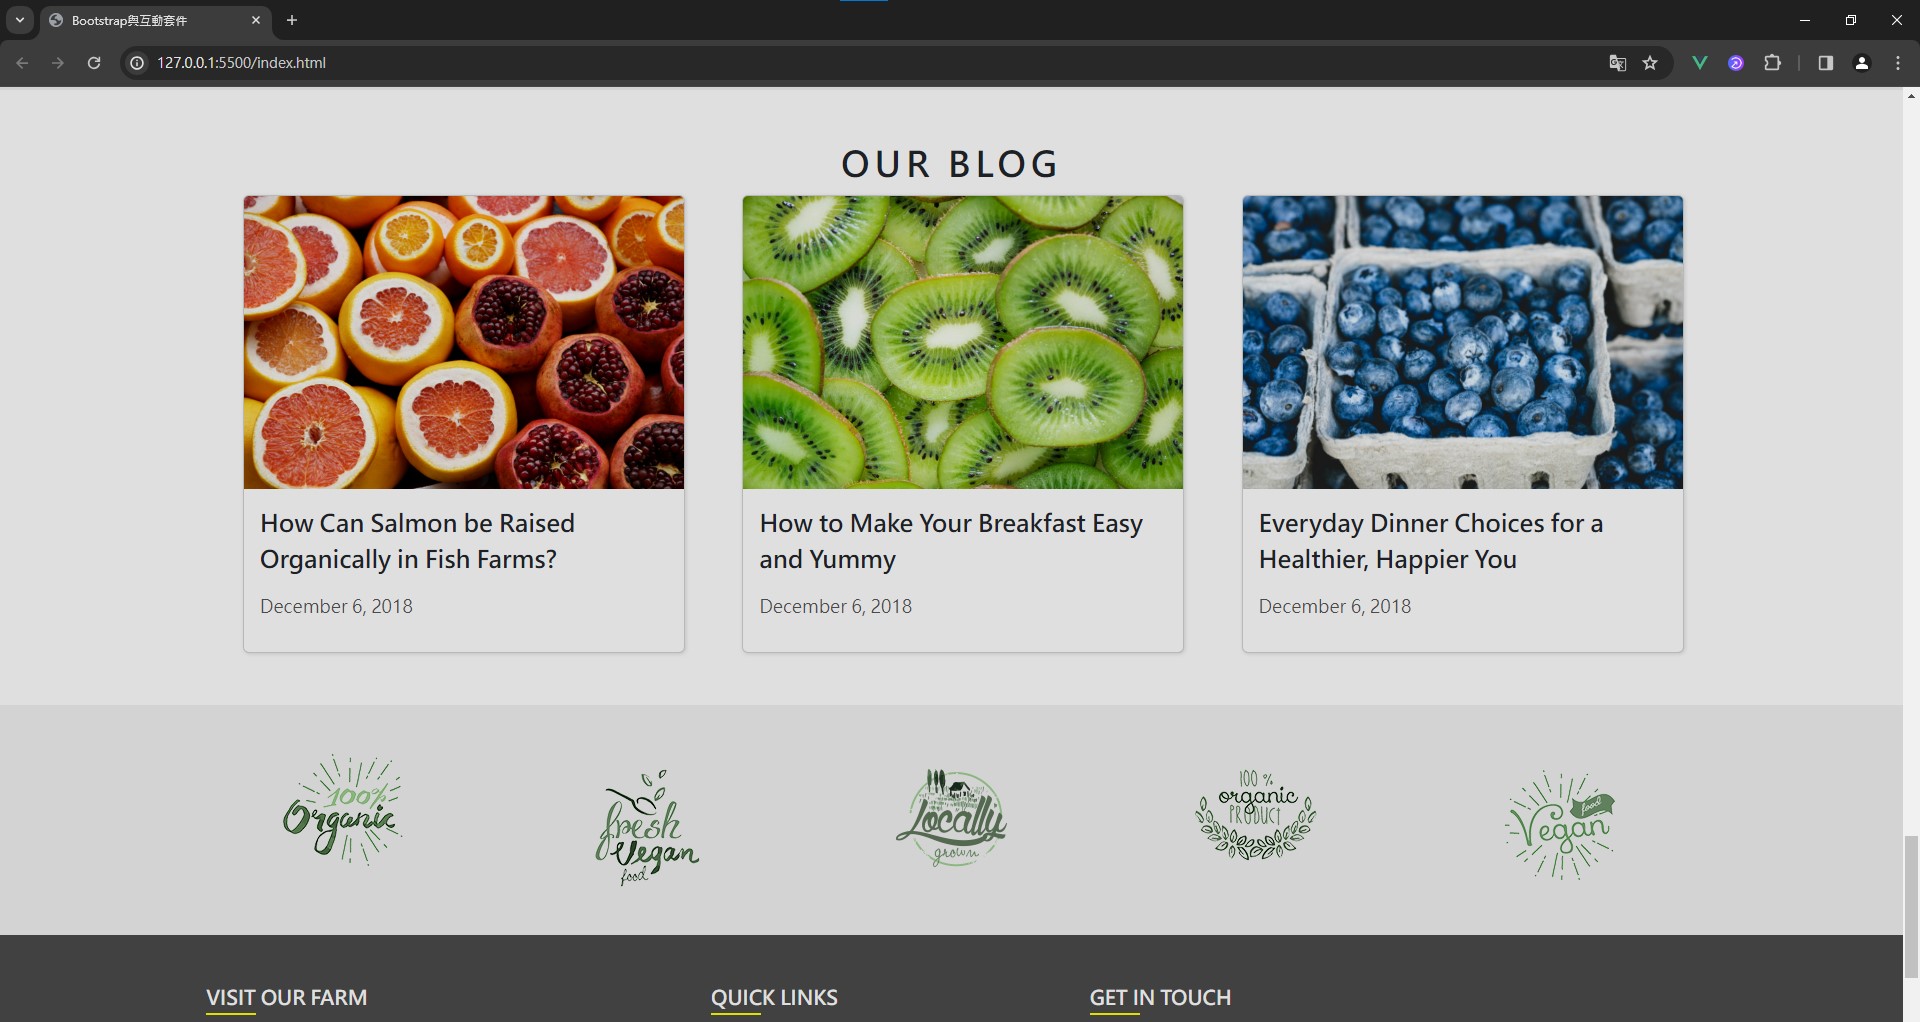 Bootstrap與互動套件
127.0.0.1:5500/index.html
OUR BLOG
How Can Salmon be Raised
Organically in Fish Farms?
December 6, 2018
How to Make Your Breakfast Easy
and Yummy
December 6, 2018
Everyday Dinner Choices for a
Healthier, Happier You
December 6, 2018
100%
Organic
fresh
Vegan
food
Locally
grown
100 %
organic
PRODUCT
food
Vegan
VISIT OUR FARM
QUICK LINKS
GET IN TOUCH